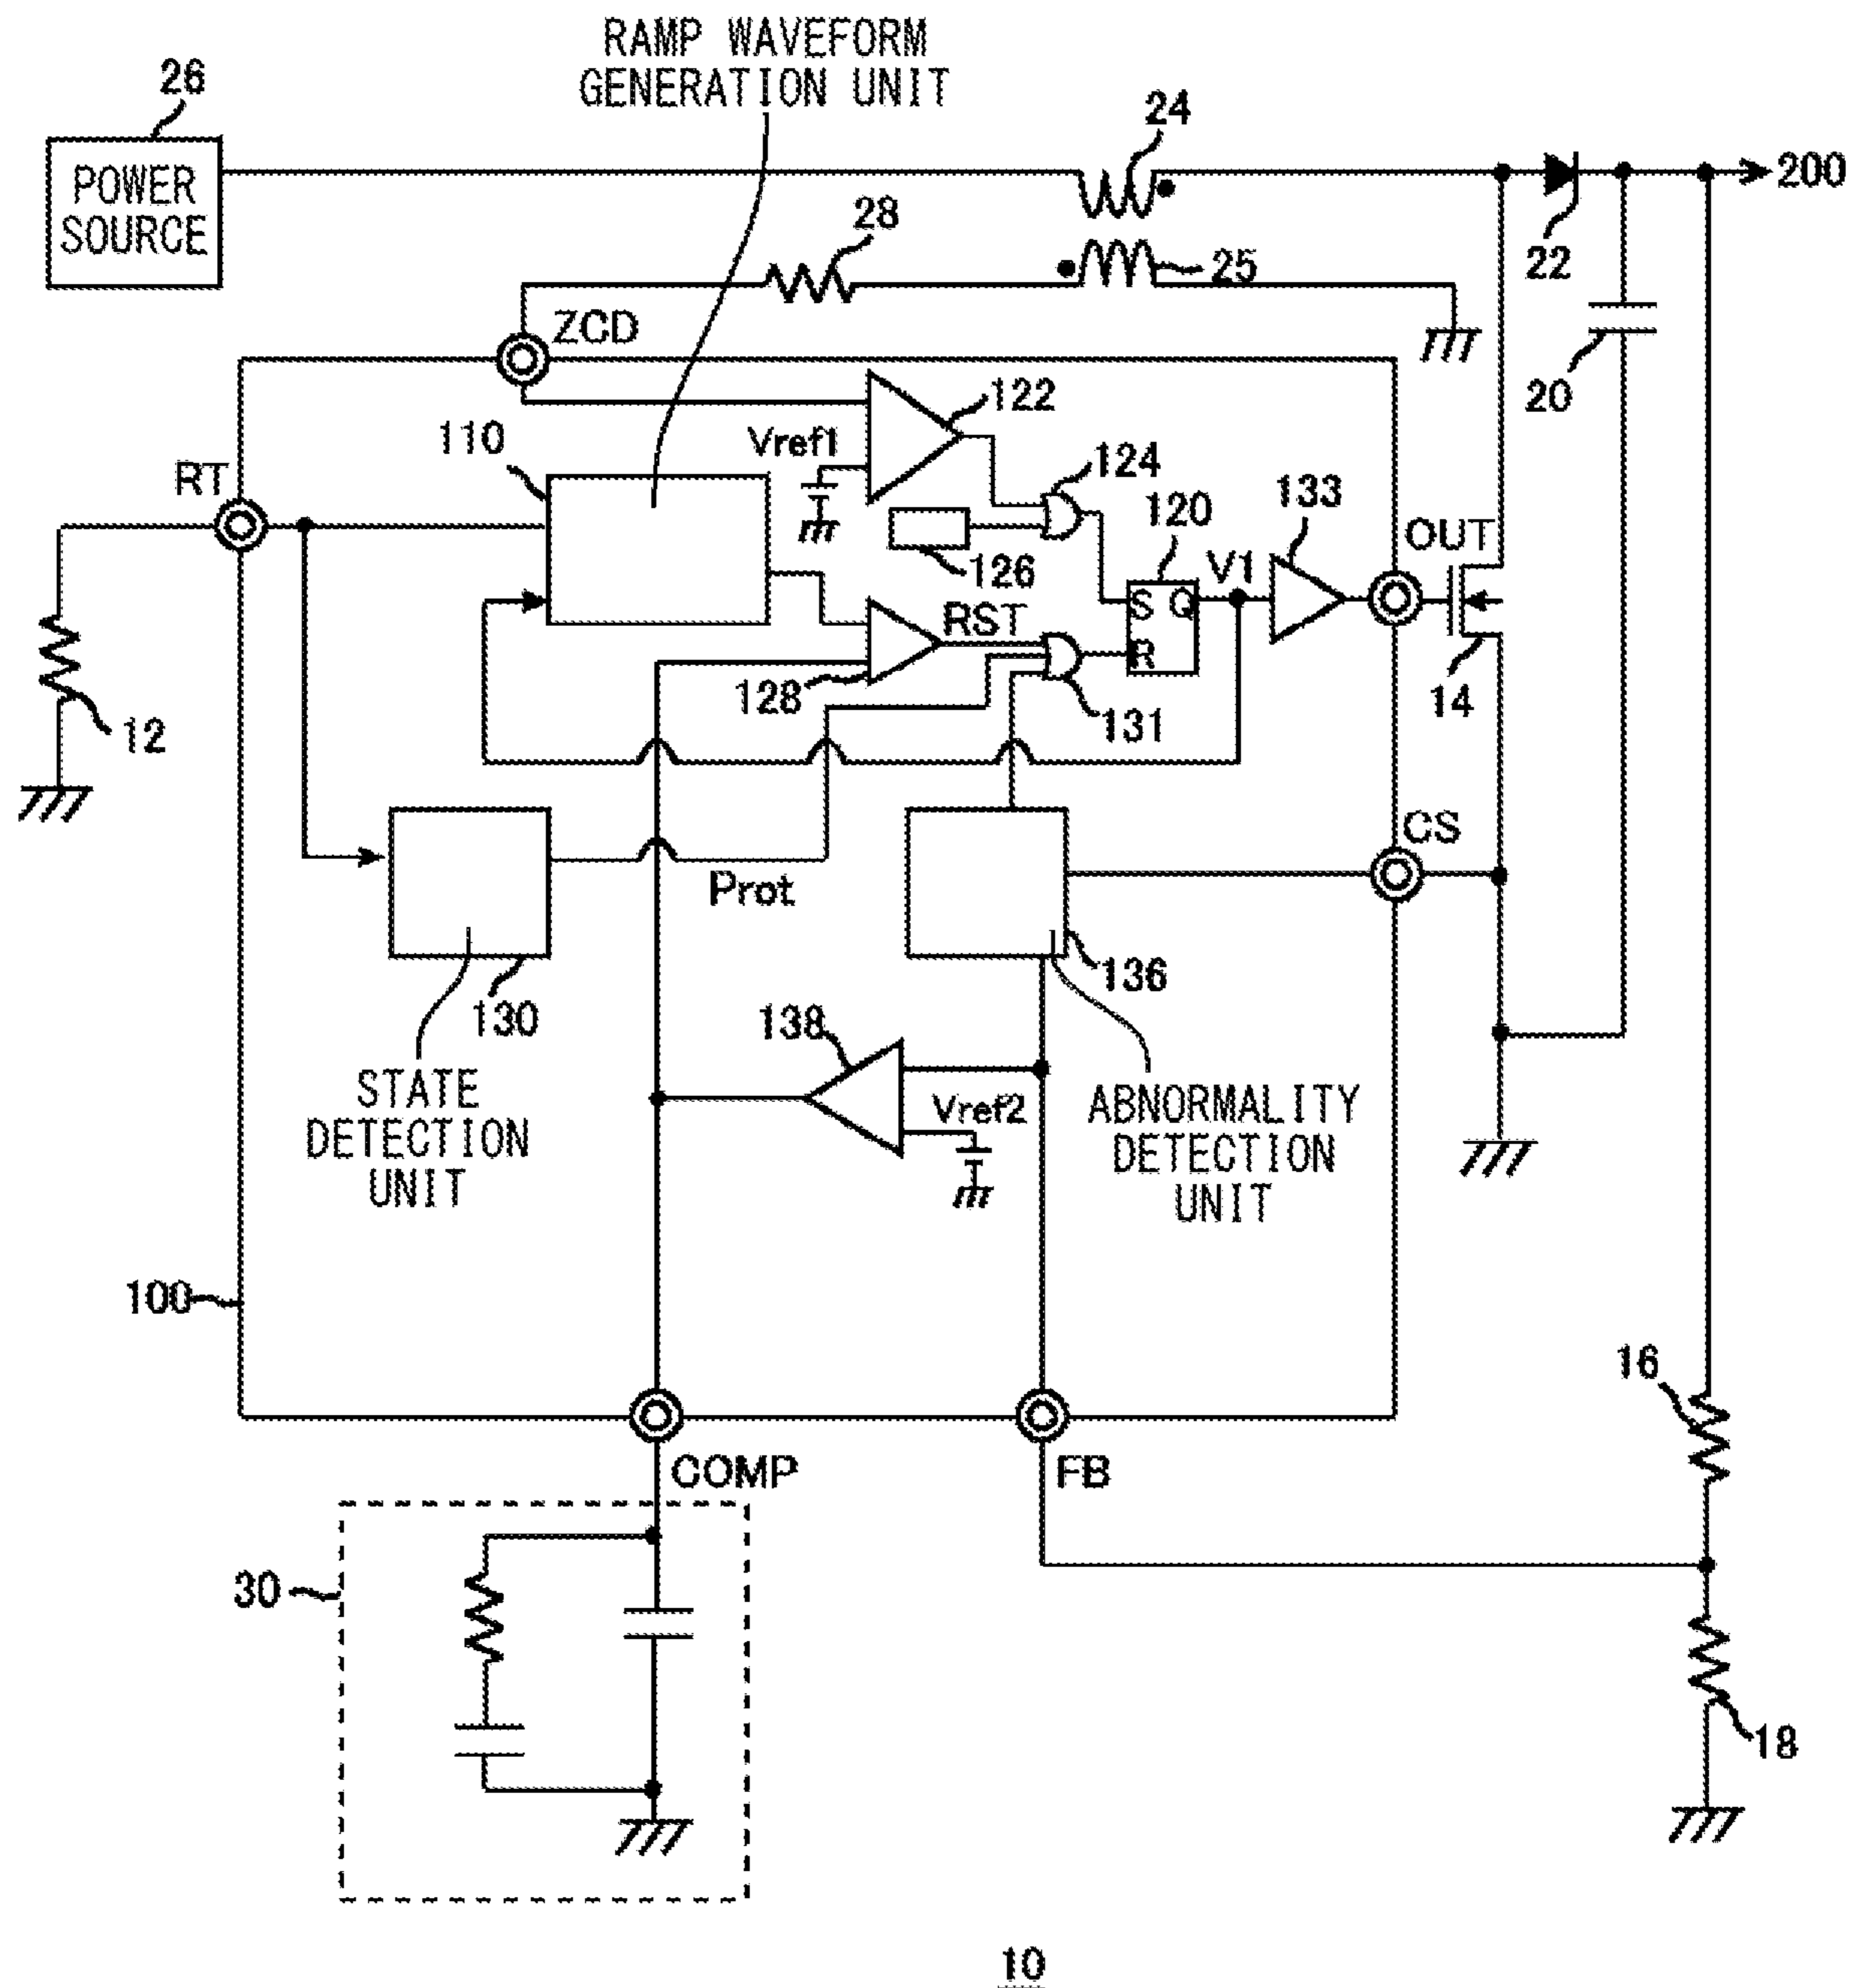 RAMP WAVEFORM
GENERATION UNIT
26
24
POWER
SOURCE
200
28
25
22
ZCD
20
122
110
Vref1
124
RT
133
120
OUT
126
V1
S Q
RST
R
128
14
12
131
CS
Prot
136
130
138
STATE
DETECTION
UNIT
Vref2
ABNORMALITY
DETECTION
UNIT
100
16
COMP
FB
30
18
10